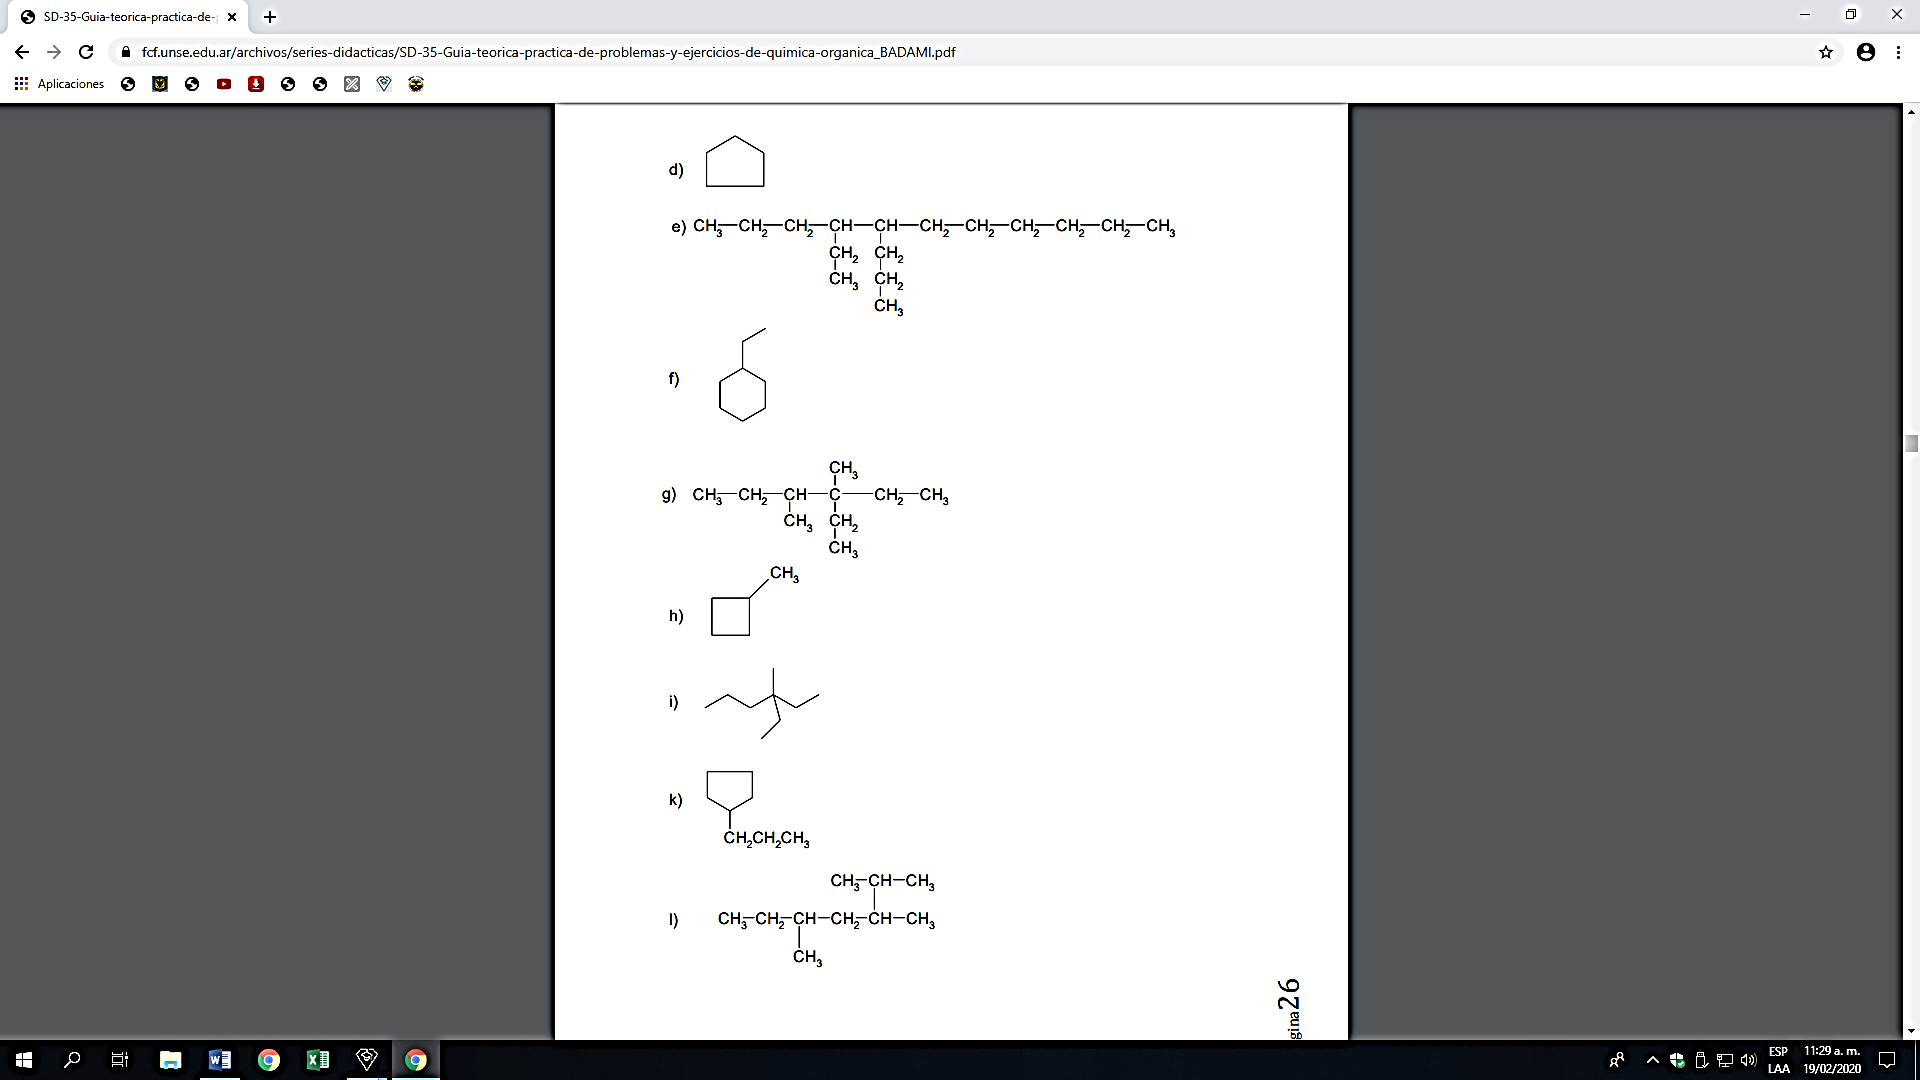 SD-35-Guia-teorica-practica-de-
fcf.unse.edu.ar/archivos/series-didacticas/SD-35-Guia-teorica-practica-de-problemas-y-ejercicios-de-quimica-organica_BADAMI.pdf
Aplicaciones
d)
e) CH3—CH2—CH2—CH—CH—CH2—CH2—CH2—CH2—CH2—CH3
CH2 CH2
CH3 CH2
CH3
f)
CH3
g) CH3—CH2—CH—C—CH2—CH3
CH3 CH2
CH3
CH3
h)
i)
k)
CH2CH2CH3
CH3—CH—CH3
l) CH3—CH2—CH—CH2—CH—CH3
CH3
gina26
ESP
LAA
11:29 a. m.
19/02/2020